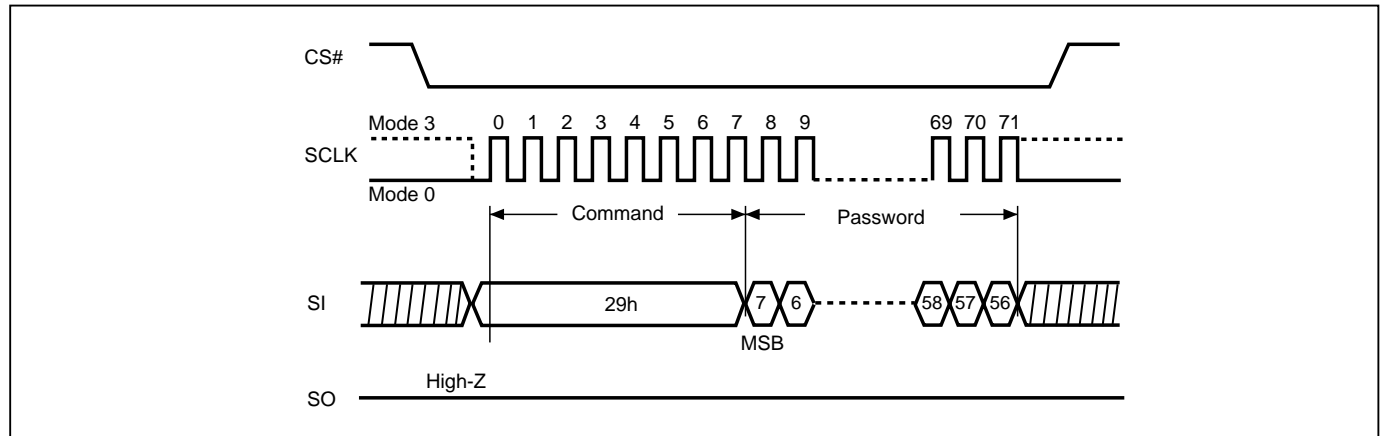 CS#
Mode 3
0 1 2 3 4 5 6 7 8 9 69 70 71
SCLK
Mode 0
Command Password
SI 29h 7 6 58 57 56
MSB
High-Z
SO